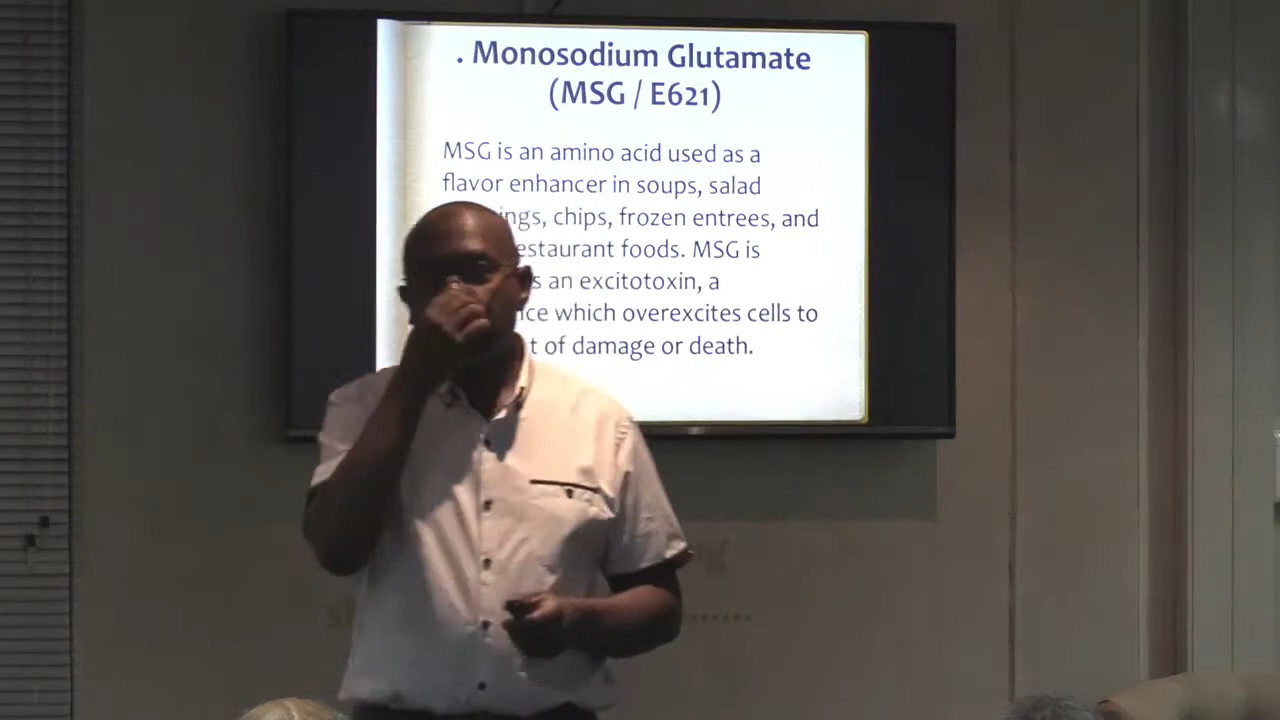 . Monosodium Glutamate
(MSG / E621)
MSG is an amino acid used as a
flavor enhancer in soups, salad
ings, chips, frozen entrees, and
estaurant foods. MSG is
s an excitotoxin, a
ce which overexcites cells to
t of damage or death.